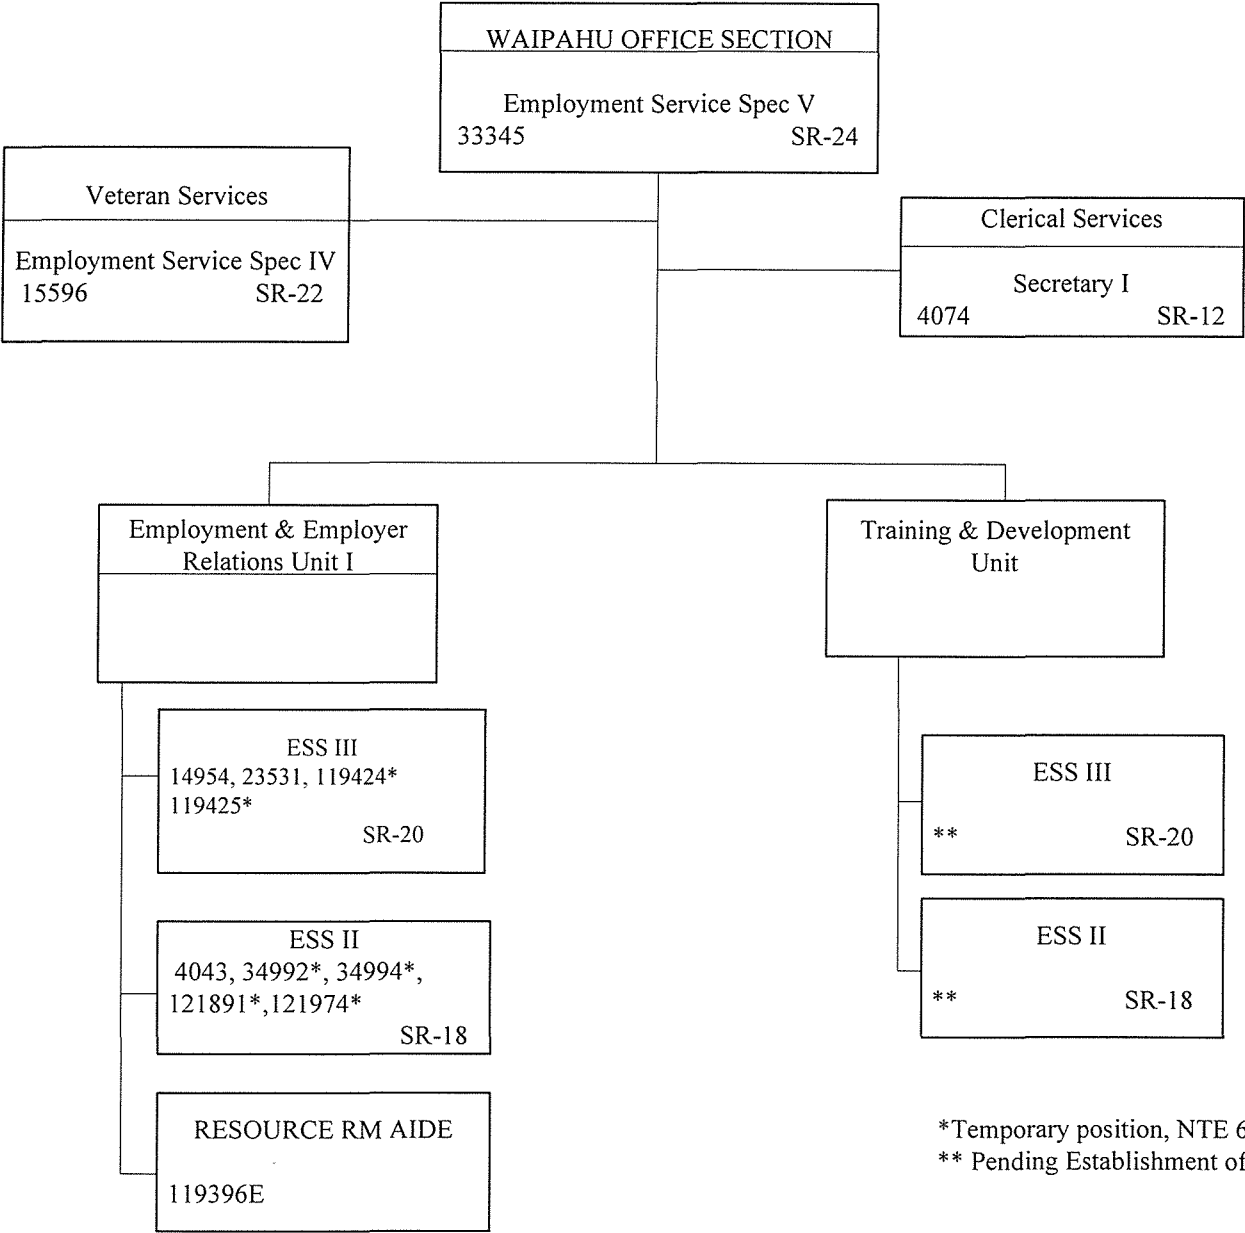 WAIPAHU OFFICE SECTION
Employment Service Spec V
33345 SR-24
Veteran Services
Employment Service Spec IV
15596 SR-22
Clerical Services
Secretary I
4074 SR-12
Employment & Employer
Relations Unit I
Training & Development
Unit
ESS III
14954, 23531, 119424*
119425*
SR-20
ESS II
4043, 34992*, 34994*,
121891*,121974*
SR-18
RESOURCE RM AIDE
119396E
ESS III
** SR-20
ESS II
** SR-18
*Temporary position, NTE 6
** Pending Establishment of